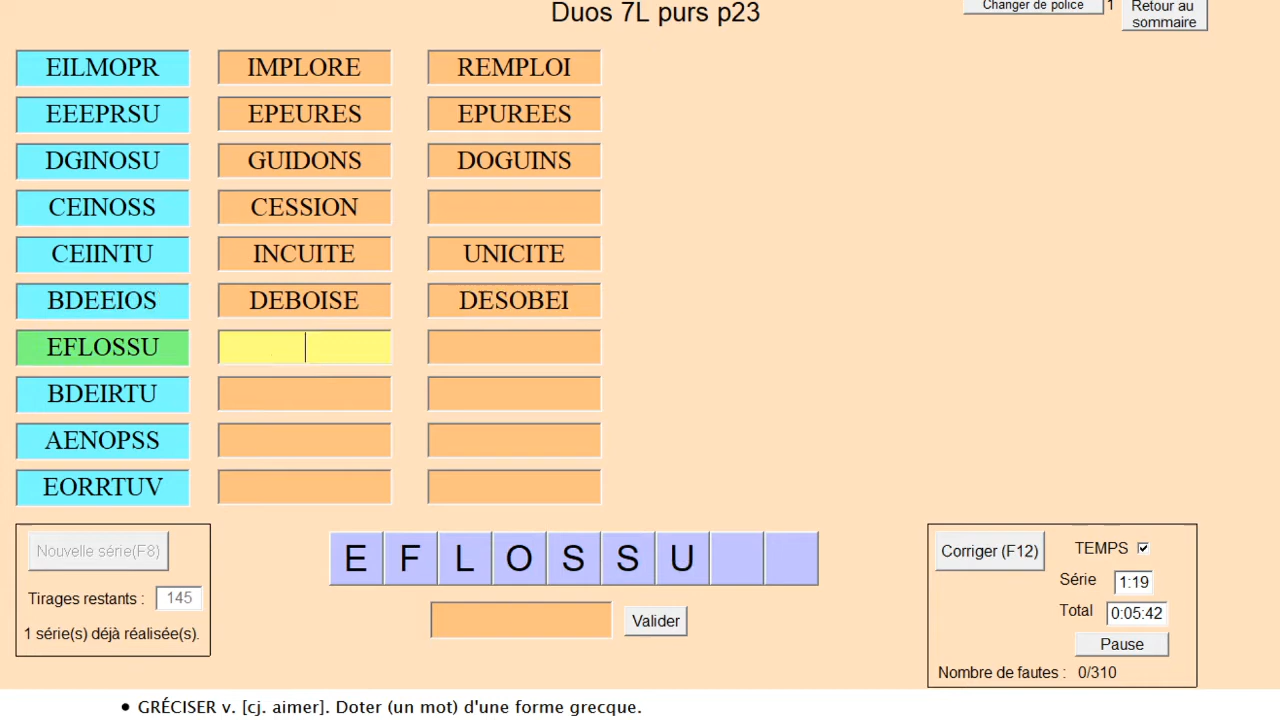 Duos 7L purs p23
Changer de police 1 Retour au sommaire
EILMOPR IMPLORE REMPLOI
EEEPRSU EPEURES EPUREES
DGINOSU GUIDONS DOGUINS
CEINOSS CESSION
CEIINTU INCUITE UNICITE
BDEEIOS DEBOISE DESOBEI
EFLOSSU
BDEIRTU
AENOPSS
EORRTUV
Nouvelle série(F8)
Tirages restants : 145
1 série(s) déjà réalisée(s).
E F L O S S U
Valider
Corriger (F12) TEMPS
Série 1:19
Total 0:05:42
Pause
Nombre de fautes : 0/310
• GRÉCISER v. [cj. aimer]. Doter (un mot) d'une forme grecque.